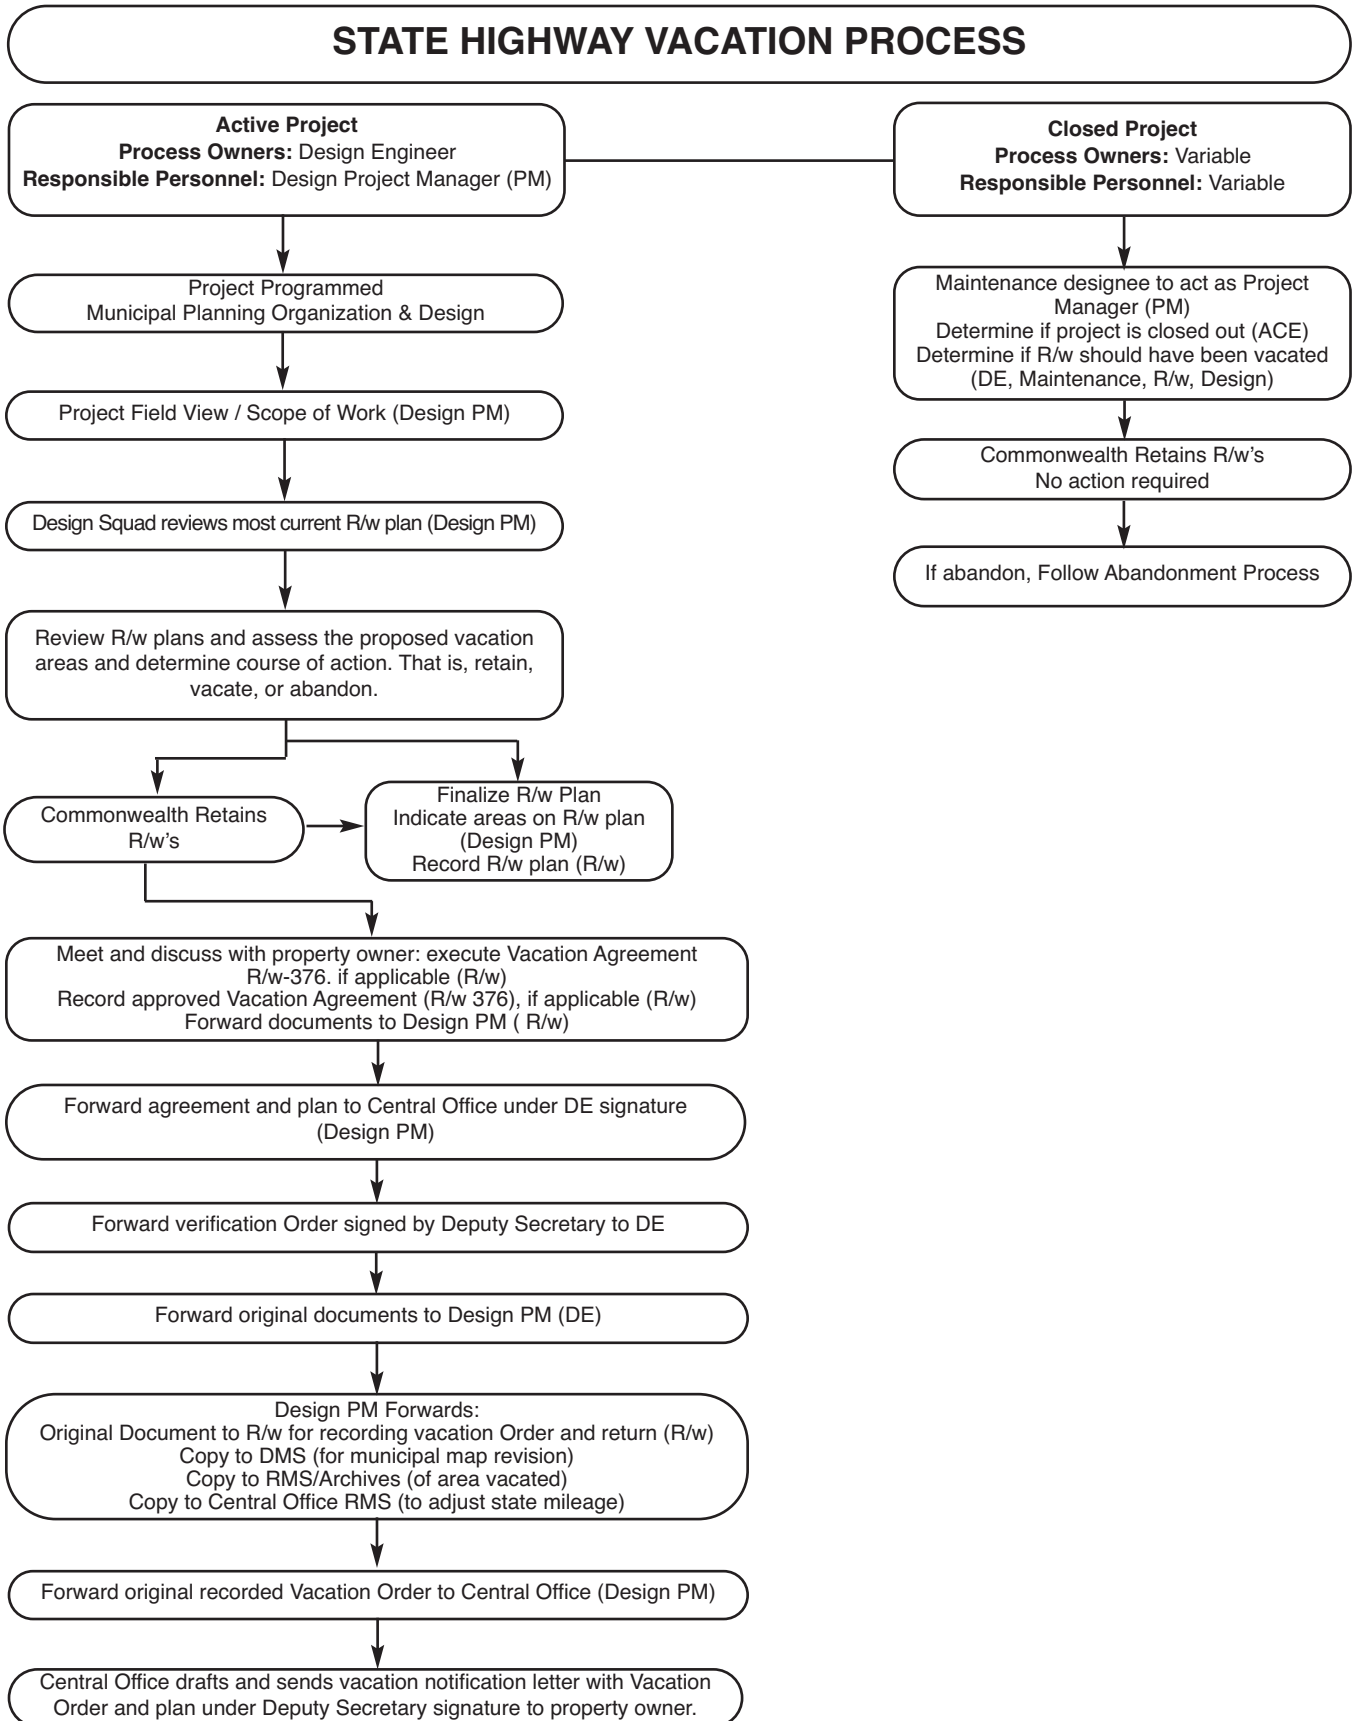 STATE HIGHWAY VACATION PROCESS
Active Project
Process Owners: Design Engineer
Responsible Personnel: Design Project Manager (PM)
Project Programmed
Municipal Planning Organization & Design
Project Field View / Scope of Work (Design PM)
Design Squad reviews most current R/w plan (Design PM)
Review R/w plans and assess the proposed vacation
areas and determine course of action. That is, retain,
vacate, or abandon.
Commonwealth Retains
R/w's
Finalize R/w Plan
Indicate areas on R/w plan
(Design PM)
Record R/w plan (R/w)
Meet and discuss with property owner: execute Vacation Agreement
R/w-376. if applicable (R/w)
Record approved Vacation Agreement (R/w 376), if applicable (R/w)
Forward documents to Design PM ( R/w)
Forward agreement and plan to Central Office under DE signature
(Design PM)
Forward verification Order signed by Deputy Secretary to DE
Forward original documents to Design PM (DE)
Design PM Forwards:
Original Document to R/w for recording vacation Order and return (R/w)
Copy to DMS (for municipal map revision)
Copy to RMS/Archives (of area vacated)
Copy to Central Office RMS (to adjust state mileage)
Forward original recorded Vacation Order to Central Office (Design PM)
Central Office drafts and sends vacation notification letter with Vacation
Order and plan under Deputy Secretary signature to property owner.
Closed Project
Process Owners: Variable
Responsible Personnel: Variable
Maintenance designee to act as Project
Manager (PM)
Determine if project is closed out (ACE)
Determine if R/w should have been vacated
(DE, Maintenance, R/w, Design)
Commonwealth Retains R/w's
No action required
If abandon, Follow Abandonment Process